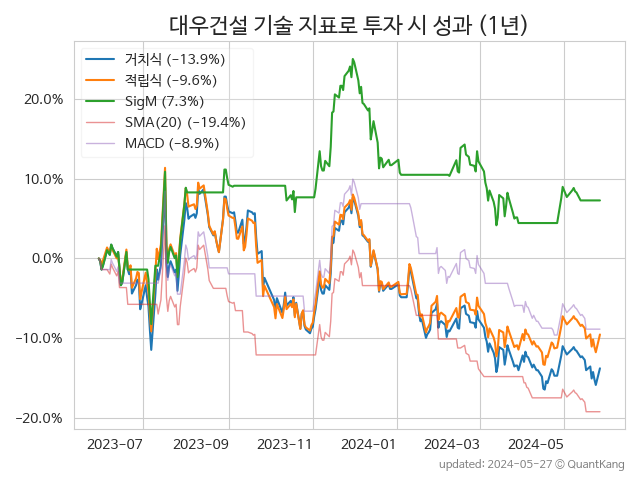 대우건설 기술 지표로 투자 시 성과 (1년)
거치식 (−13.9%)
적립식 (−9.6%)
SigM (7.3%)
SMA(20) (−19.4%)
MACD (−8.9%)
20.0%
10.0%
0.0%
−10.0%
−20.0%
2023-07 2023-09 2023-11 2024-01 2024-03 2024-05
updated: 2024-05-27 © QuantKang